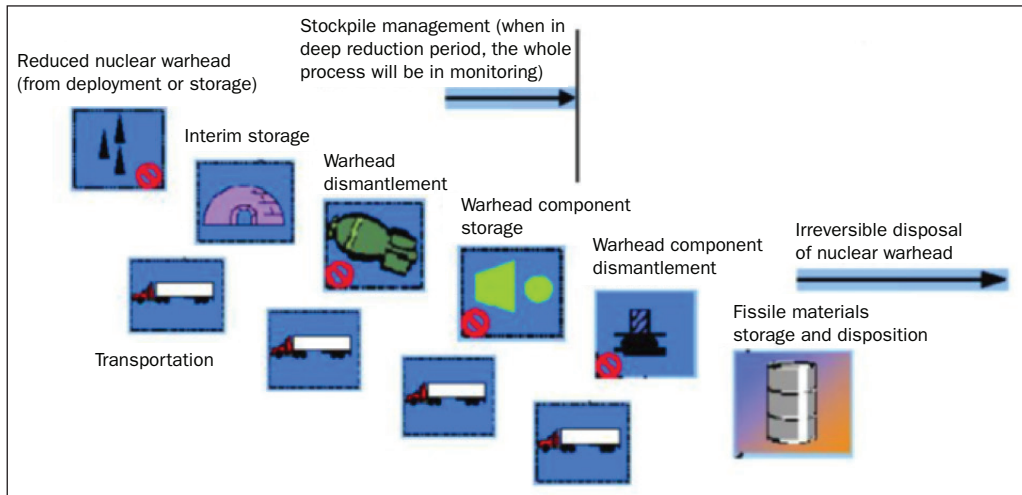 Stockpile management (when in
deep reduction period, the whole
process will be in monitoring)
Reduced nuclear warhead
(from deployment or storage)
Interim storage
Warhead
dismantlement
Warhead component
storage
Warhead component
dismantlement
Irreversible disposal
of nuclear warhead
Fissile materials
storage and disposition
Transportation